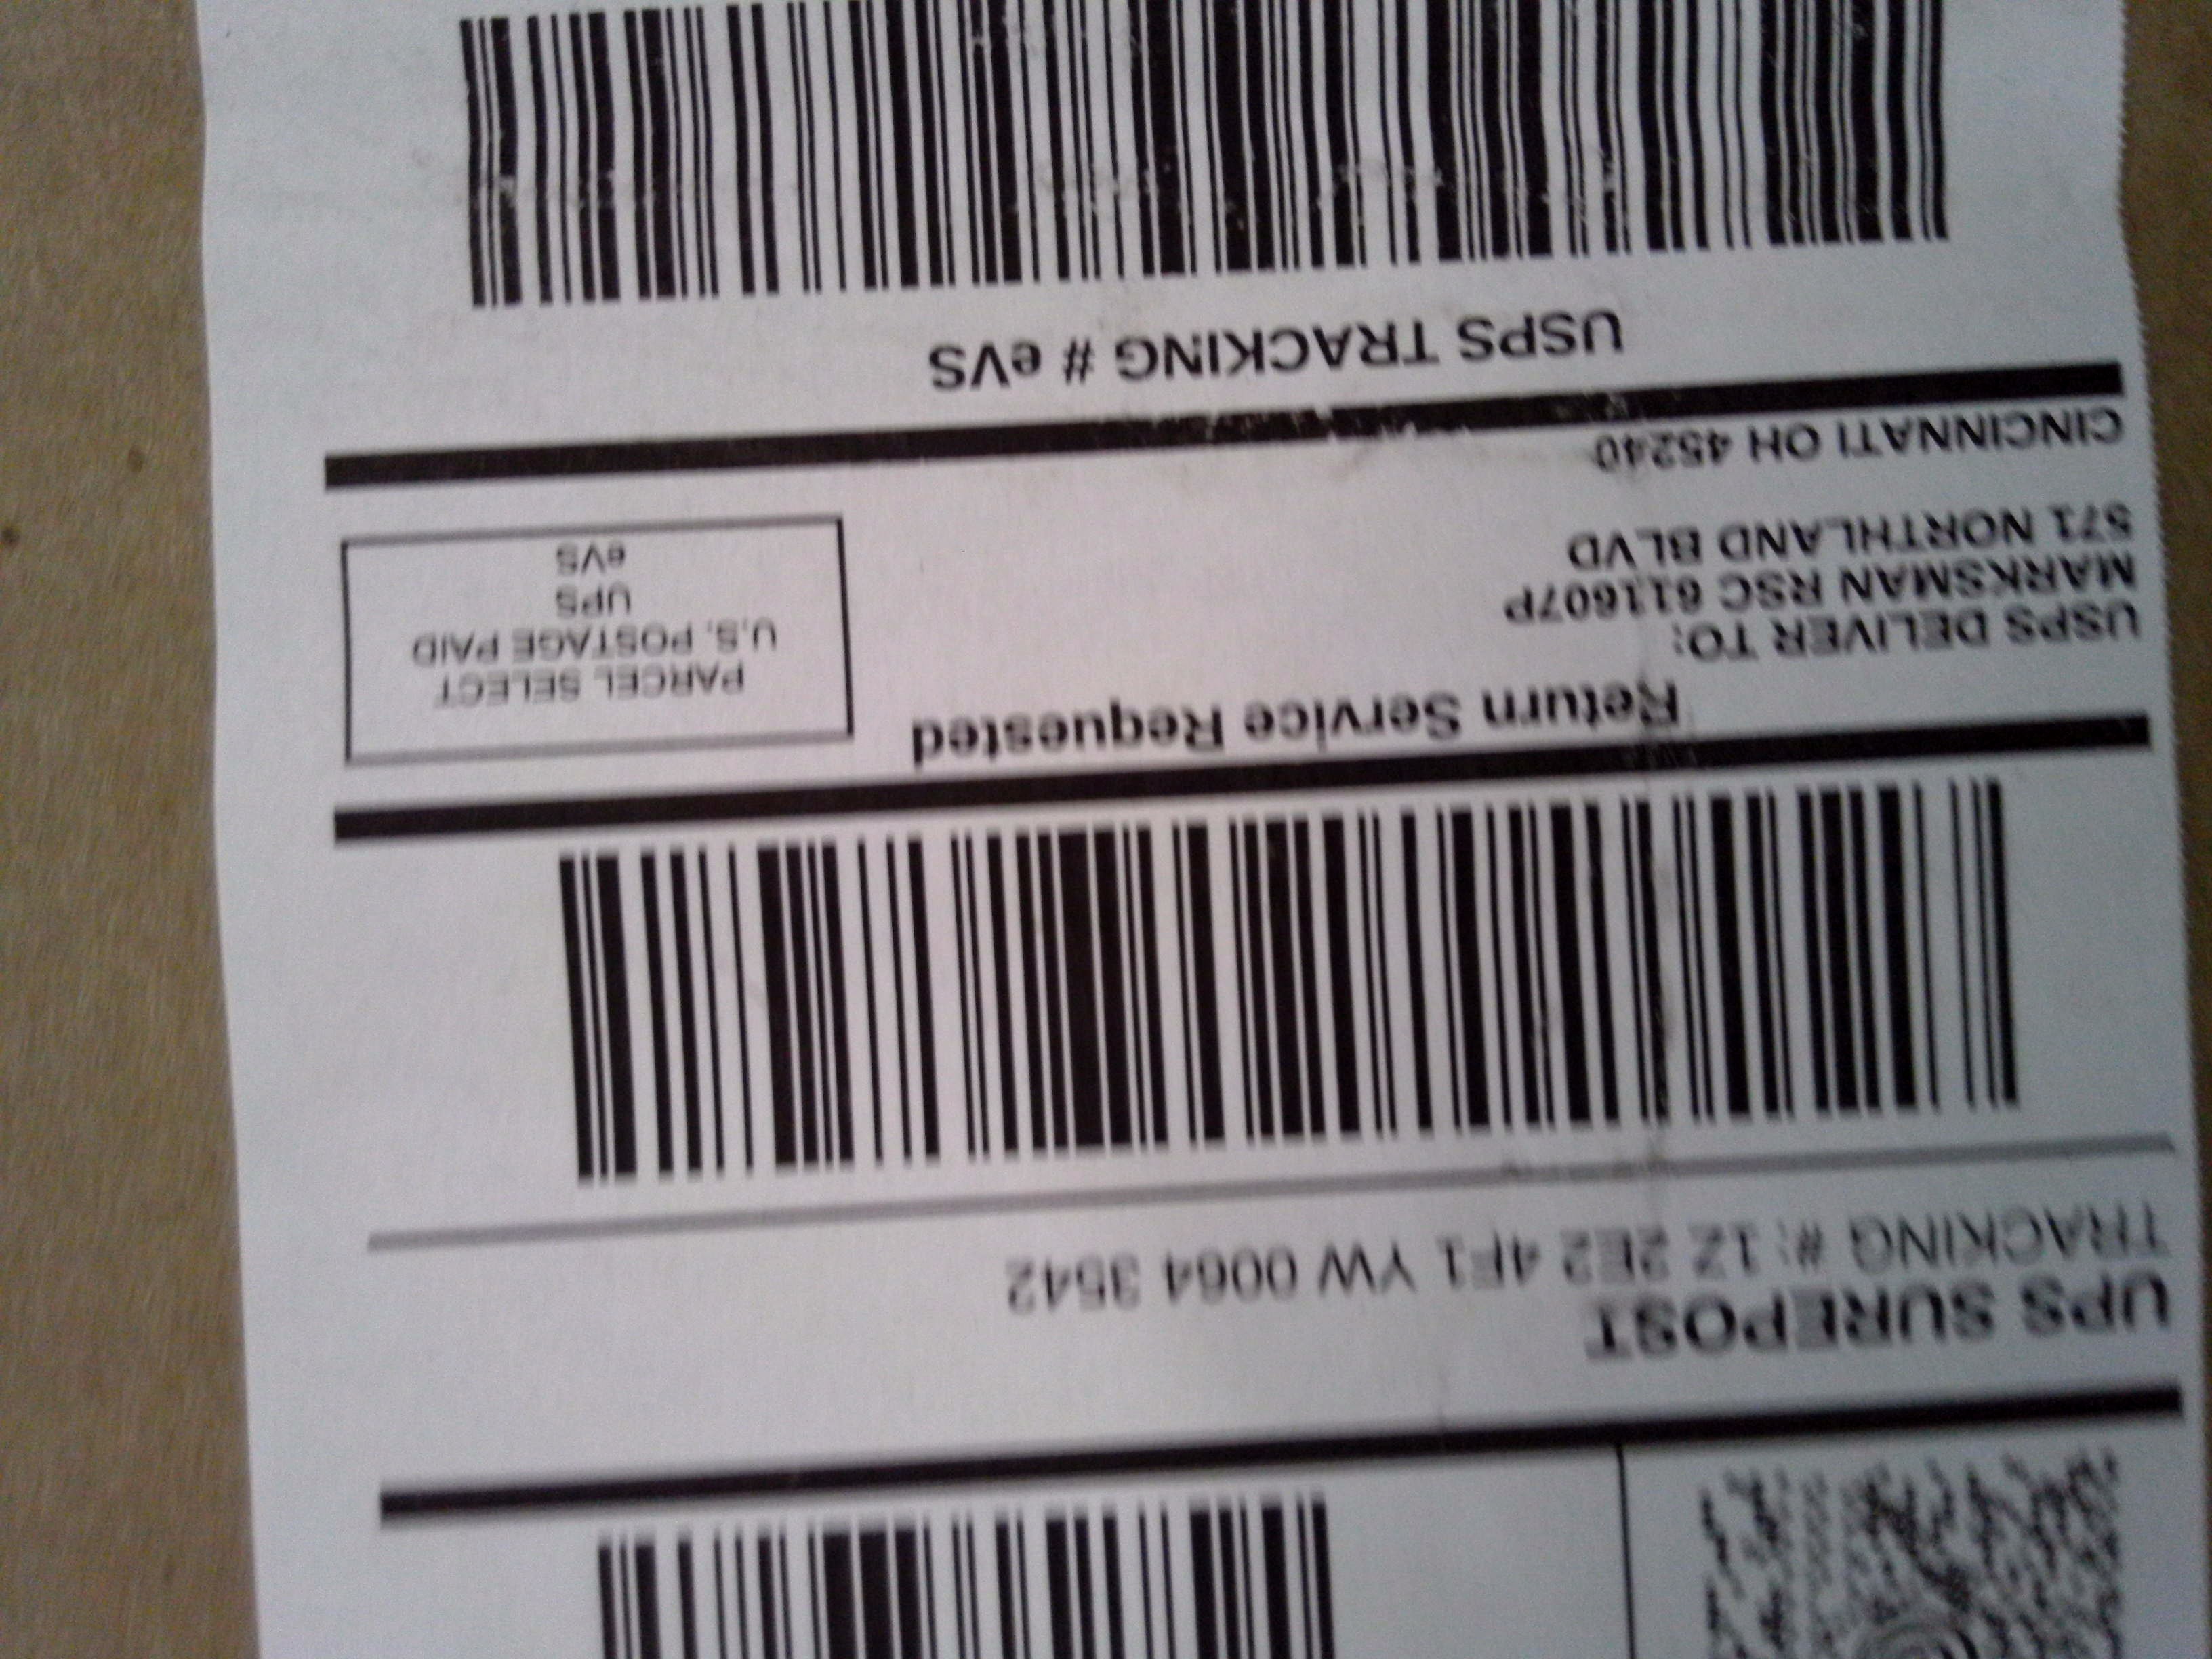 UPS SUREPOST
TRACKING #: 1Z 2E2 4F1 YW 0064 3542
Return Service Requested
USPS DELIVER TO:
MARKSMAN RSC 611607P
571 NORTHLAND BLVD
CINCINNATI OH 45240
PARCEL SELECT
U.S. POSTAGE PAID
UPS
eVS
USPS TRACKING # eVS